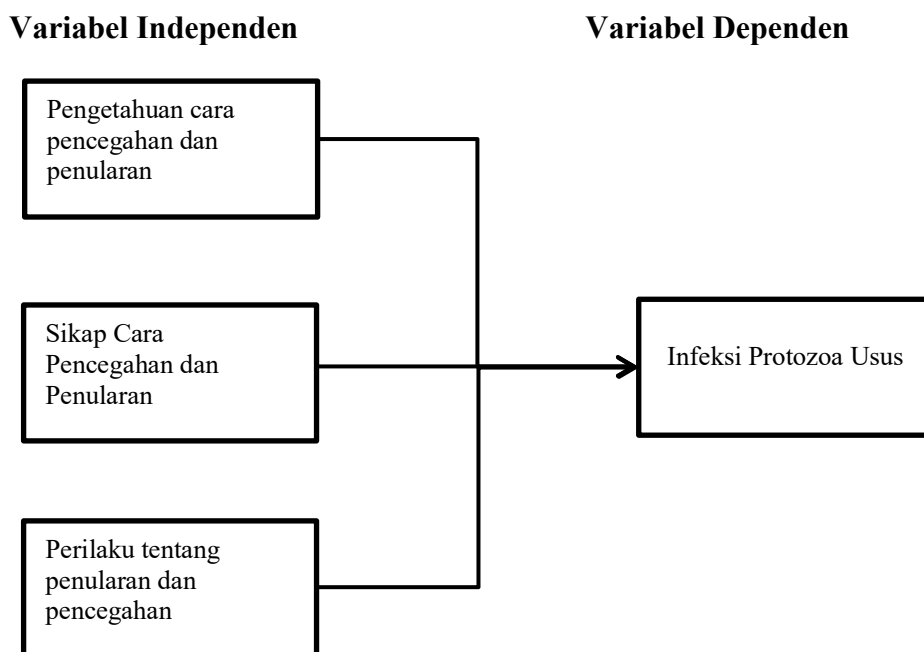 Variabel Independen
Variabel Dependen
Pengetahuan cara
pencegahan dan
penularan
Sikap Cara
Pencegahan dan
Penularan
Infeksi Protozoa Usus
Perilaku tentang
penularan dan
pencegahan